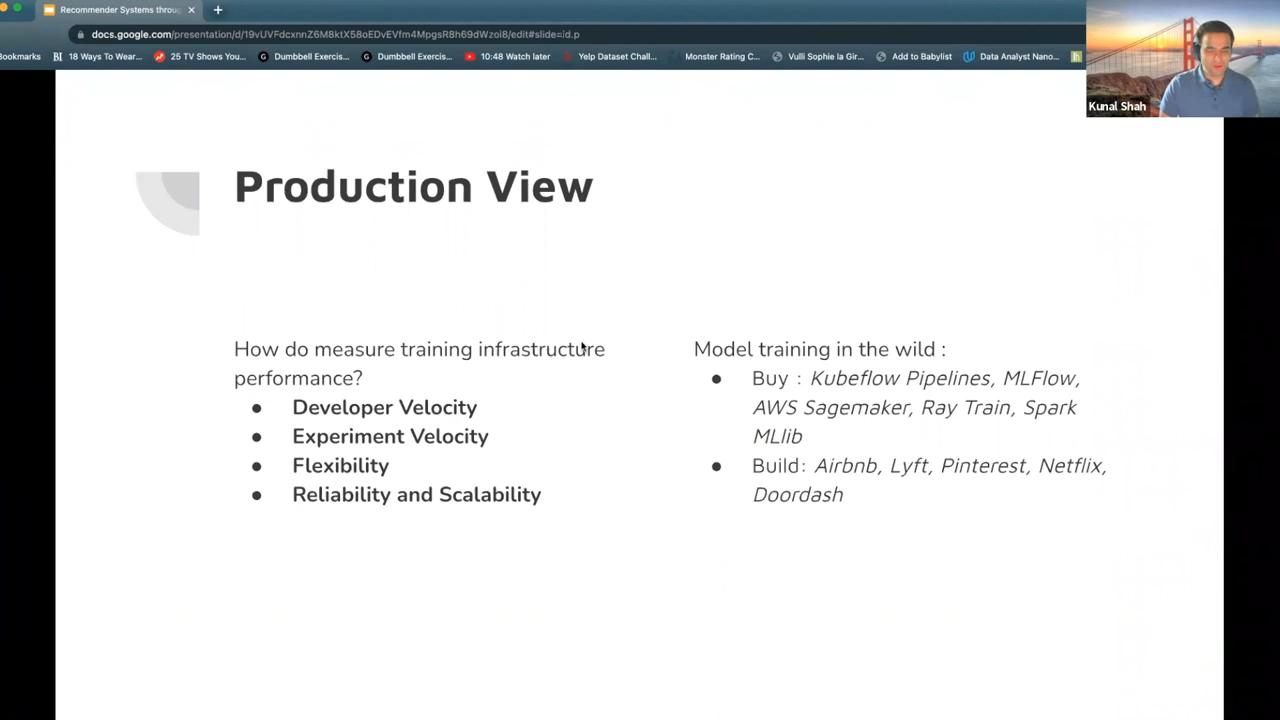 Recommender Systems throu
docs.google.com/presentation/d/19vUVFdcxnnZ6M8ktX58oEDvEVfm4MpgsR8h69dWzoi8/edit#slide=id.p
Bookmarks
18 Ways To Wear...
25 TV Shows You...
Dumbbell Exercis...
Dumbbell Exercis...
10:48 Watch later
Yelp Dataset Chall...
Monster Rating C...
Vulli Sophie la Gir...
Add to Babylist
Data Analyst Nano...
Kunal Shah
Production View
How do measure training infrastructure
performance?
● Developer Velocity
● Experiment Velocity
● Flexibility
● Reliability and Scalability
Model training in the wild :
● Buy : Kubeflow Pipelines, MLFlow,
AWS Sagemaker, Ray Train, Spark
MLlib
● Build: Airbnb, Lyft, Pinterest, Netflix,
Doordash